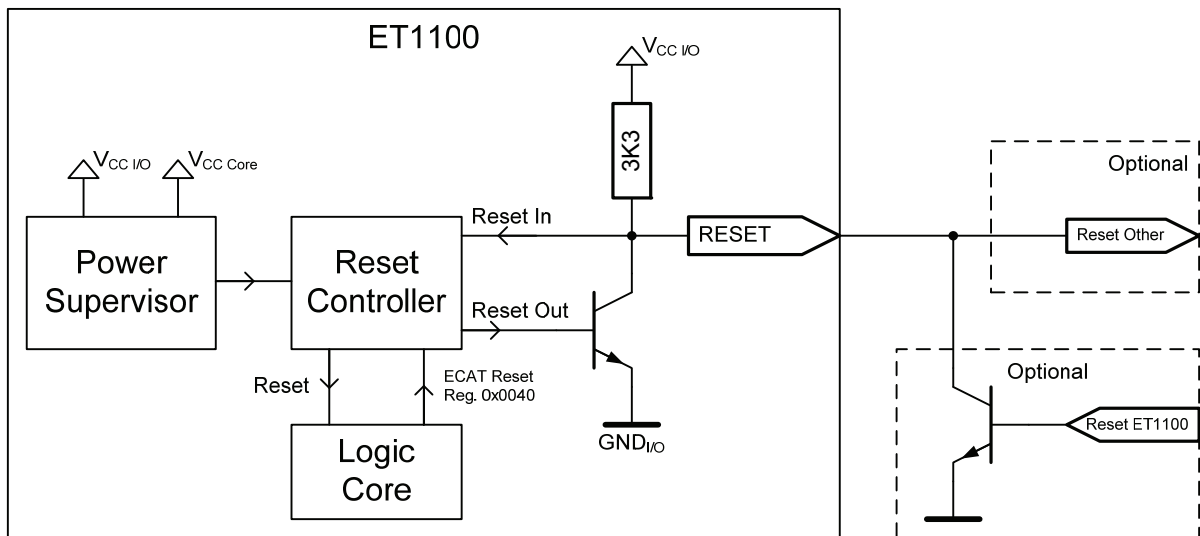 ET1100
VCC I/O
3K3
VCC I/O
VCC Core
Optional
Reset In
RESET
Reset Other
Power
Supervisor
Reset
Controller
Reset Out
Optional
Reset
ECAT Reset
Reg. 0x0040
Reset ET1100
GNDI/O
Logic
Core